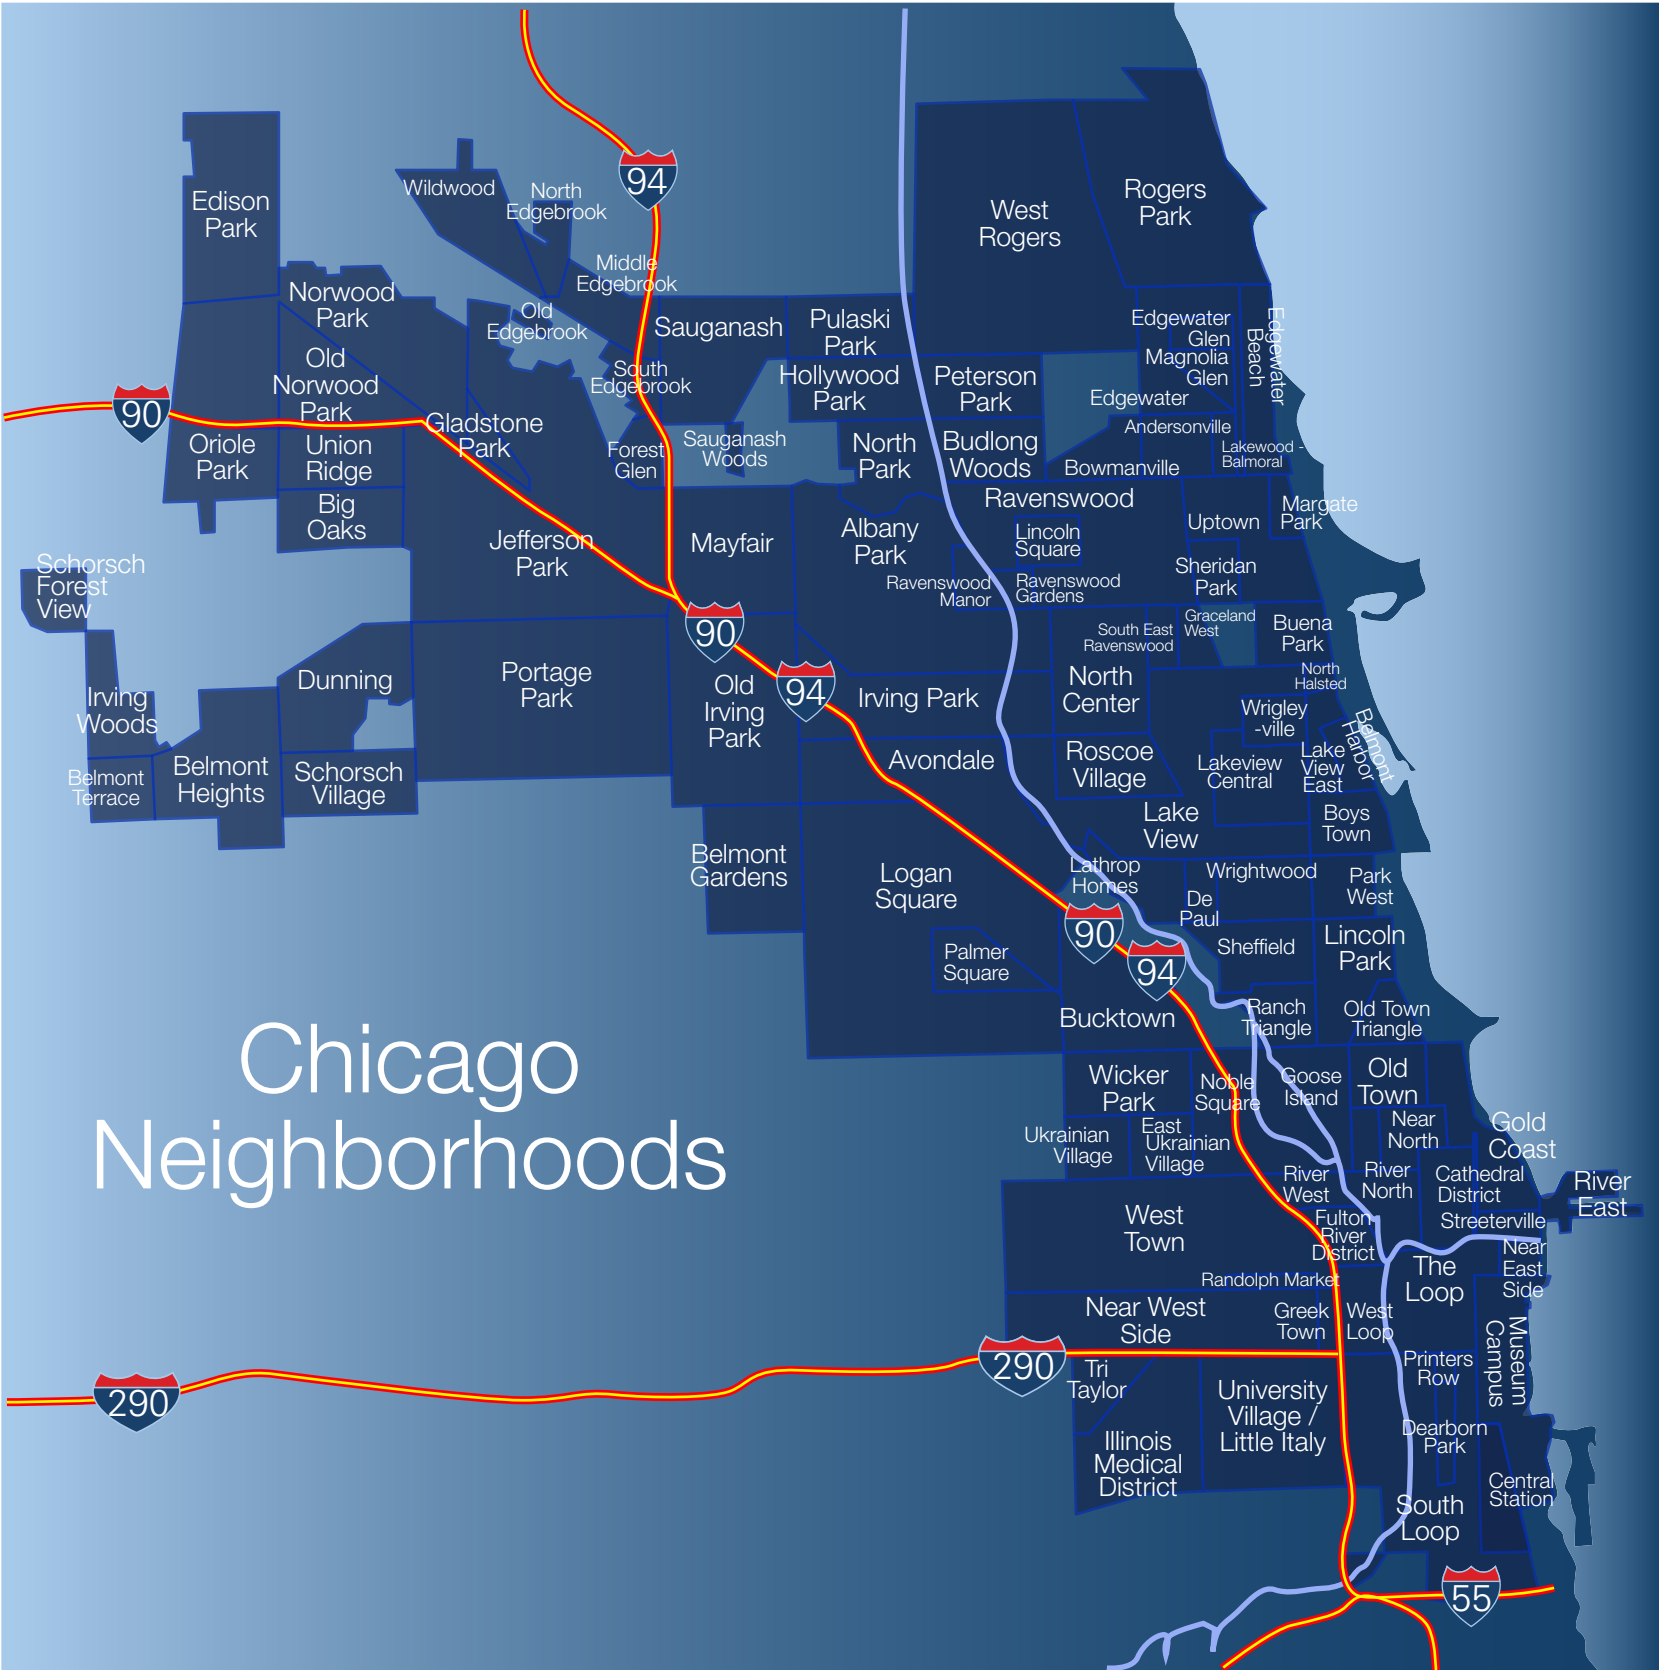 94
Edison
Park
Wildwood
North
Edgebrook
West
Rogers
Rogers
Park
Middle
Edgebrook
Norwood
Park
Old
Edgebrook
Sauganash
Pulaski
Park
Edgewater
Glen
Edgewater
Beach
Old
Norwood
Park
South
Edgebrook
Hollywood
Park
Peterson
Park
Magnolia
Glen
Edgewater
90
Oriole
Park
Union
Ridge
Gladstone
Park
Forest
Glen
Sauganash
Woods
North
Park
Budlong
Woods
Andersonville
Lakewood -
Balmoral
Bowmanville
Big
Oaks
Ravenswood
Margate
Park
Uptown
Lincoln
Square
Jefferson
Park
Mayfair
Albany
Park
Schorsch
Forest
View
Ravenswood
Manor
Ravenswood
Gardens
Sheridan
Park
90
South East
Ravenswood
Graceland
West
Buena
Park
Irving
Woods
Dunning
Portage
Park
Old
Irving
Park
94
Irving Park
North
Center
North
Halsted
Wrigley
-ville
Belmont
Harbor
Belmont
Terrace
Belmont
Heights
Schorsch
Village
Avondale
Roscoe
Village
Lakeview
Central
Lake
View
East
Lake
View
Boys
Town
Belmont
Gardens
Logan
Square
Lathrop
Homes
Wrightwood
Park
West
De
Paul
90
94
Palmer
Square
Sheffield
Lincoln
Park
Bucktown
Ranch
Triangle
Old Town
Triangle
Chicago
Neighborhoods
Wicker
Park
Noble
Square
Goose
Island
Old
Town
Ukrainian
Village
East
Ukrainian
Village
Near
North
Gold
Coast
River
West
River
North
Cathedral
District
River
East
West
Town
Fulton
River
District
Streeterville
Randolph Market
The
Loop
Near
East
Side
Near West
Side
Greek
Town
West
Loop
Museum
Campus
290
290
Tri
Taylor
University
Village /
Little Italy
Printers
Row
Illinois
Medical
District
Dearborn
Park
Central
Station
South
Loop
55